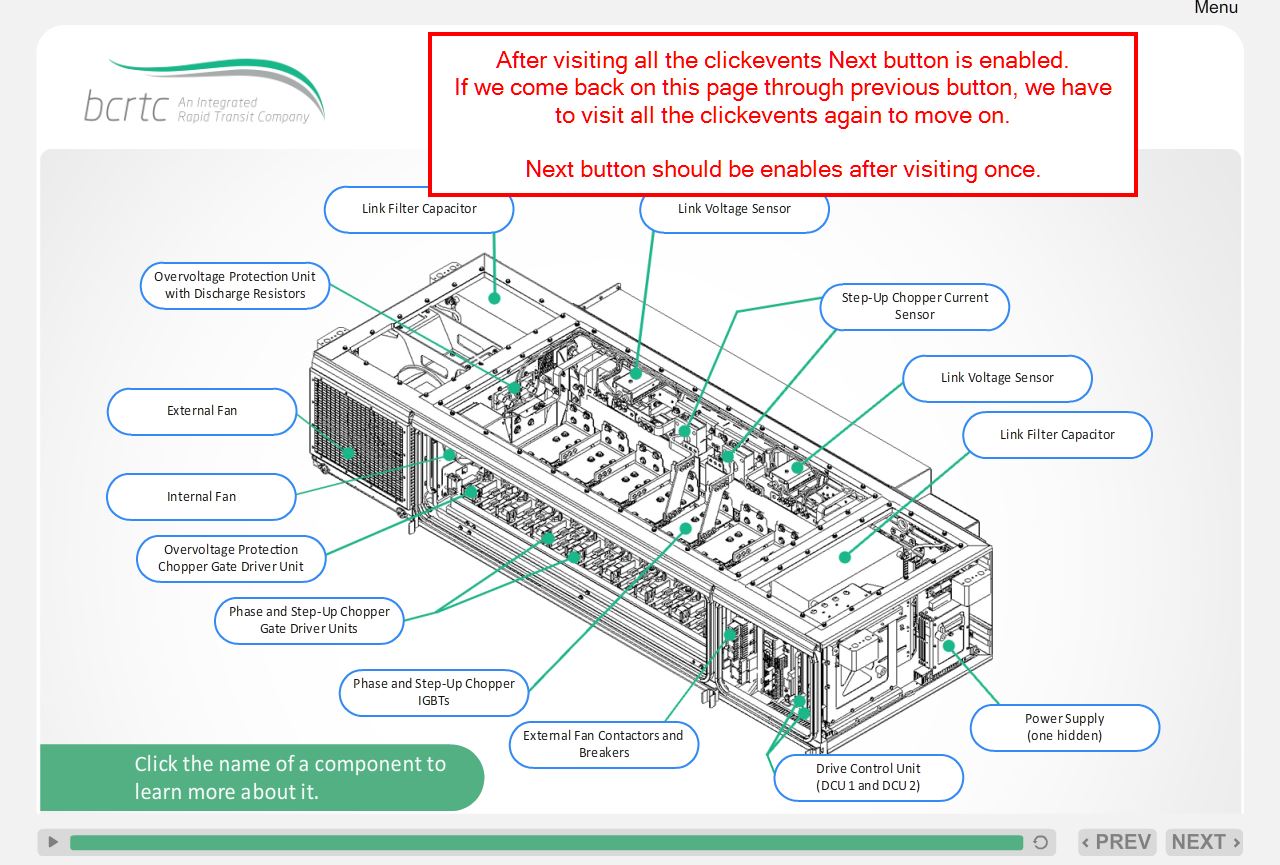 Menu
After visiting all the clickevents Next button is enabled.
If we come back on this page through previous button, we have
to visit all the clickevents again to move on.
Next button should be enables after visiting once.
bcrtc
An Integrated
Rapid Transit Company
Link Filter Capacitor
Link Voltage Sensor
Overvoltage Protection Unit
with Discharge Resistors
Step-Up Chopper Current
Sensor
Link Voltage Sensor
External Fan
Link Filter Capacitor
Internal Fan
Overvoltage Protection
Chopper Gate Driver Unit
Phase and Step-Up Chopper
Gate Driver Units
Phase and Step-Up Chopper
IGBTs
External Fan Contactors and
Breakers
Power Supply
(one hidden)
Drive Control Unit
(DCU 1 and DCU 2)
Click the name of a component to
learn more about it.
‹ PREV
NEXT ›